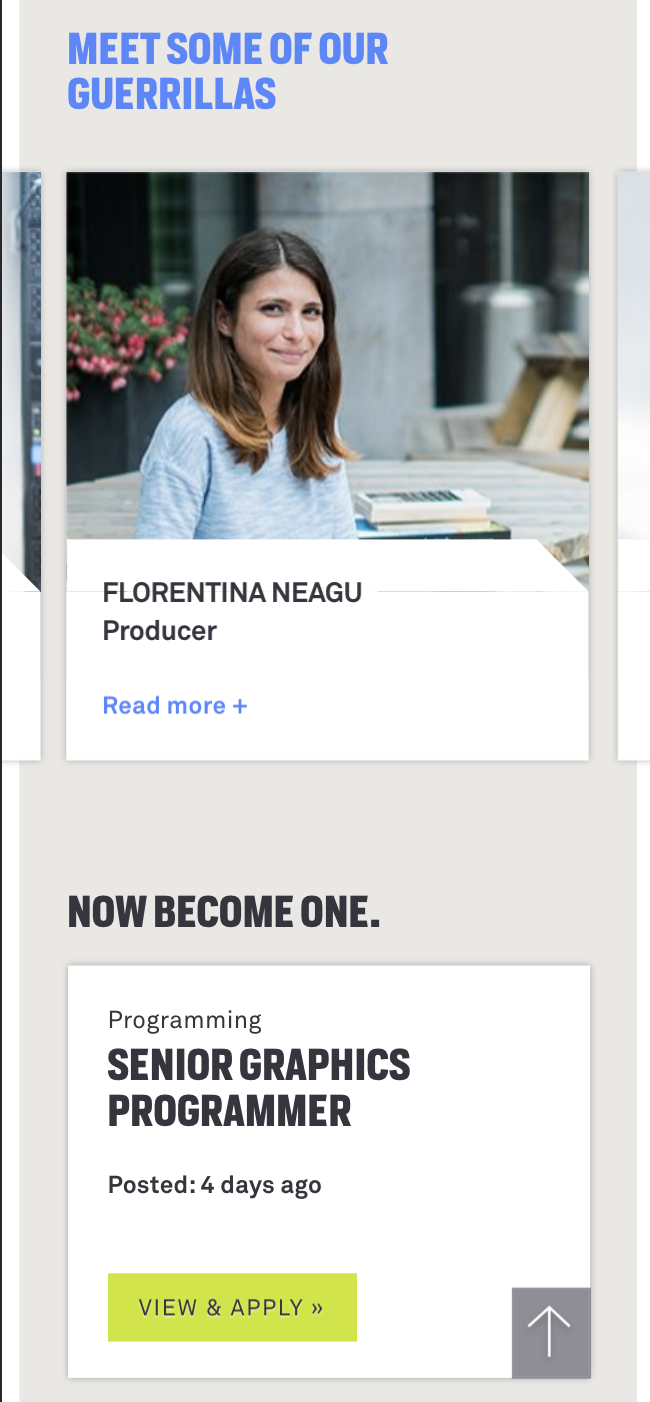 MEET SOME OF OUR
GUERRILLAS
FLORENTINA NEAGU
Producer
Read more +
NOW BECOME ONE.
Programming
SENIOR GRAPHICS
PROGRAMMER
Posted: 4 days ago
VIEW & APPLY »